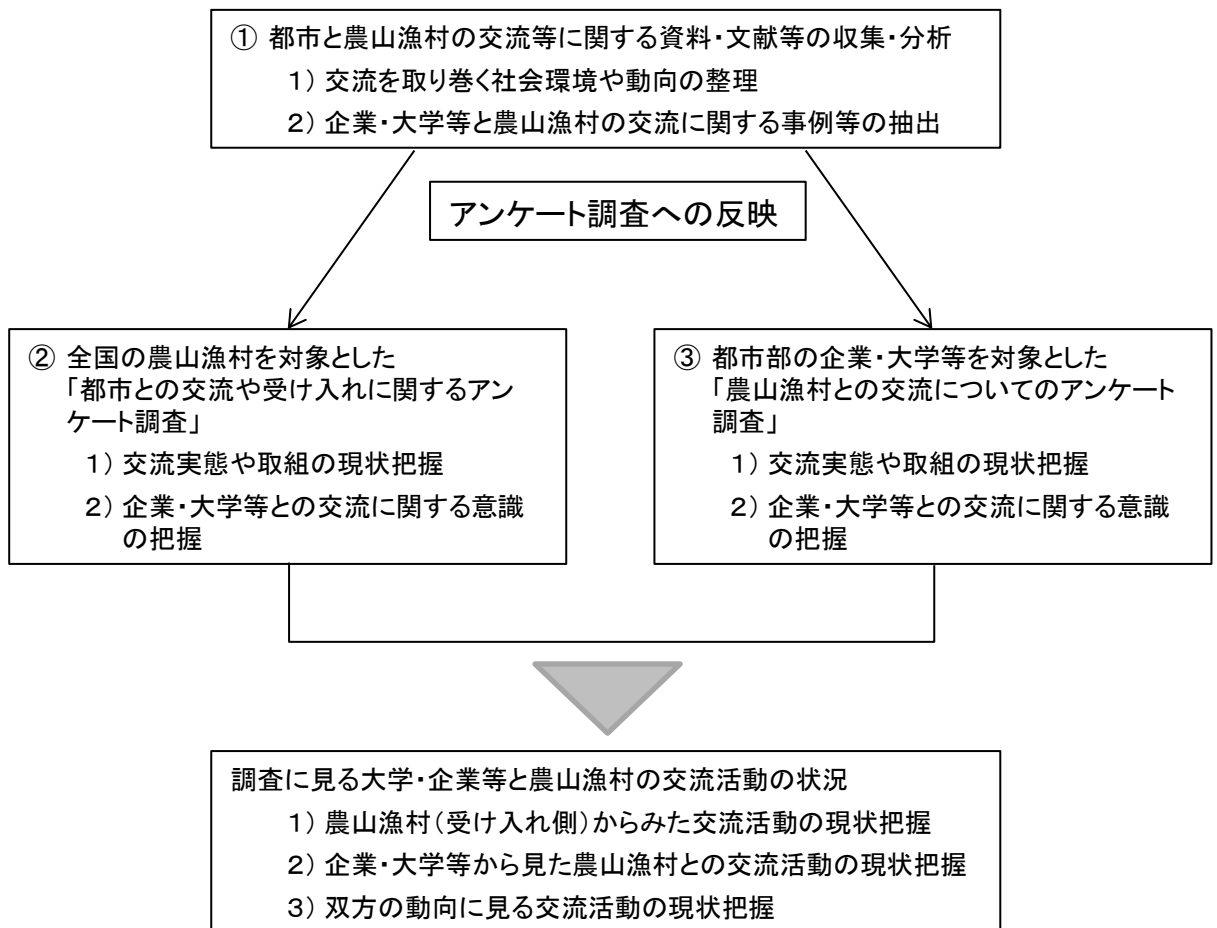 ① 都市と農山漁村の交流等に関する資料・文献等の収集・分析
1）交流を取り巻く社会環境や動向の整理
2）企業・大学等と農山漁村の交流に関する事例等の抽出
アンケート調査への反映
② 全国の農山漁村を対象とした
「都市との交流や受け入れに関するアン
ケート調査」
1）交流実態や取組の現状把握
2）企業・大学等との交流に関する意識
の把握
③ 都市部の企業・大学等を対象とした
「農山漁村との交流についてのアンケート
調査」
1）交流実態や取組の現状把握
2）企業・大学等との交流に関する意識
の把握
調査に見る大学・企業等と農山漁村の交流活動の状況
1）農山漁村（受け入れ側）からみた交流活動の現状把握
2）企業・大学等から見た農山漁村との交流活動の現状把握
3）双方の動向に見る交流活動の現状把握